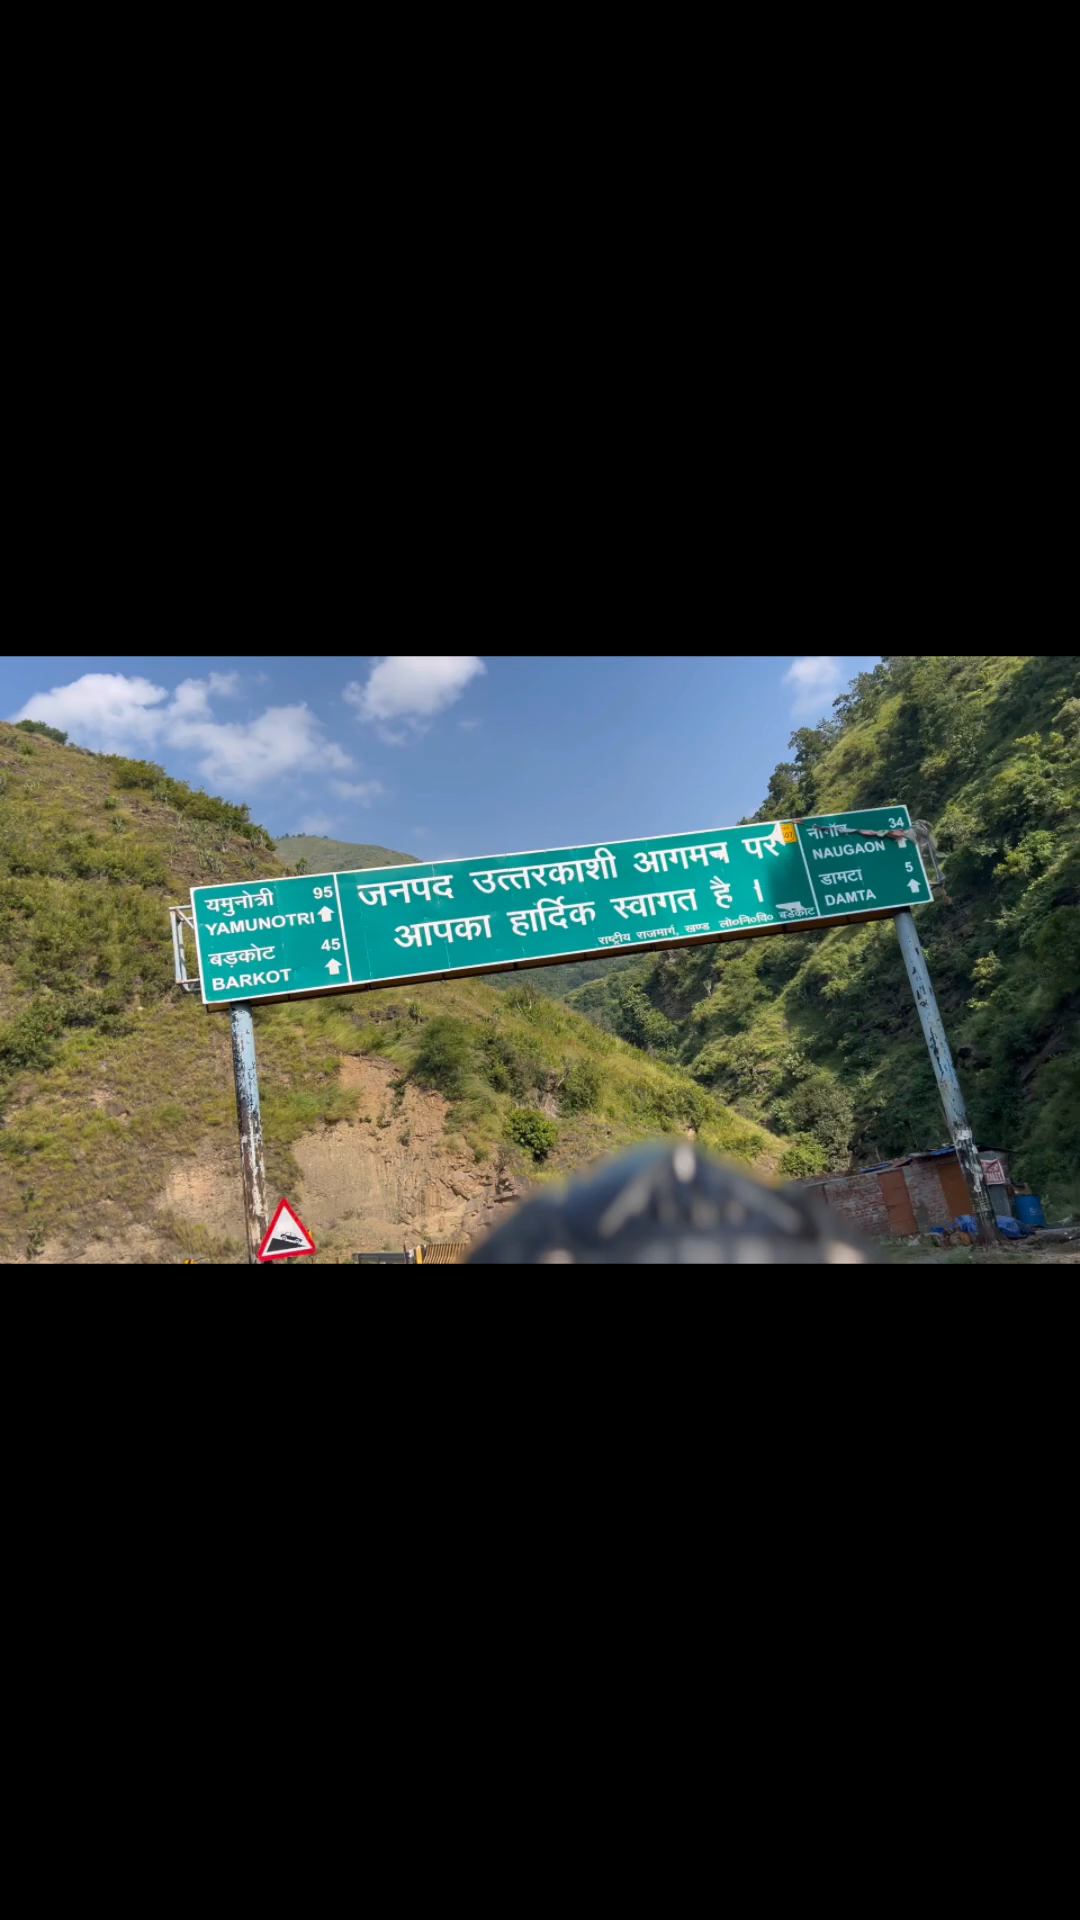 यमुनोत्री 95
YAMUNOTRI
बड़कोट 45
BARKOT
जनपद उत्तरकाशी आगमन पर
आपका हार्दिक स्वागत है ।
राष्ट्रीय राजमार्ग, खण्ड लो०नि०वि० बडकोट
34
NAUGAON
डामटा 5
DAMTA